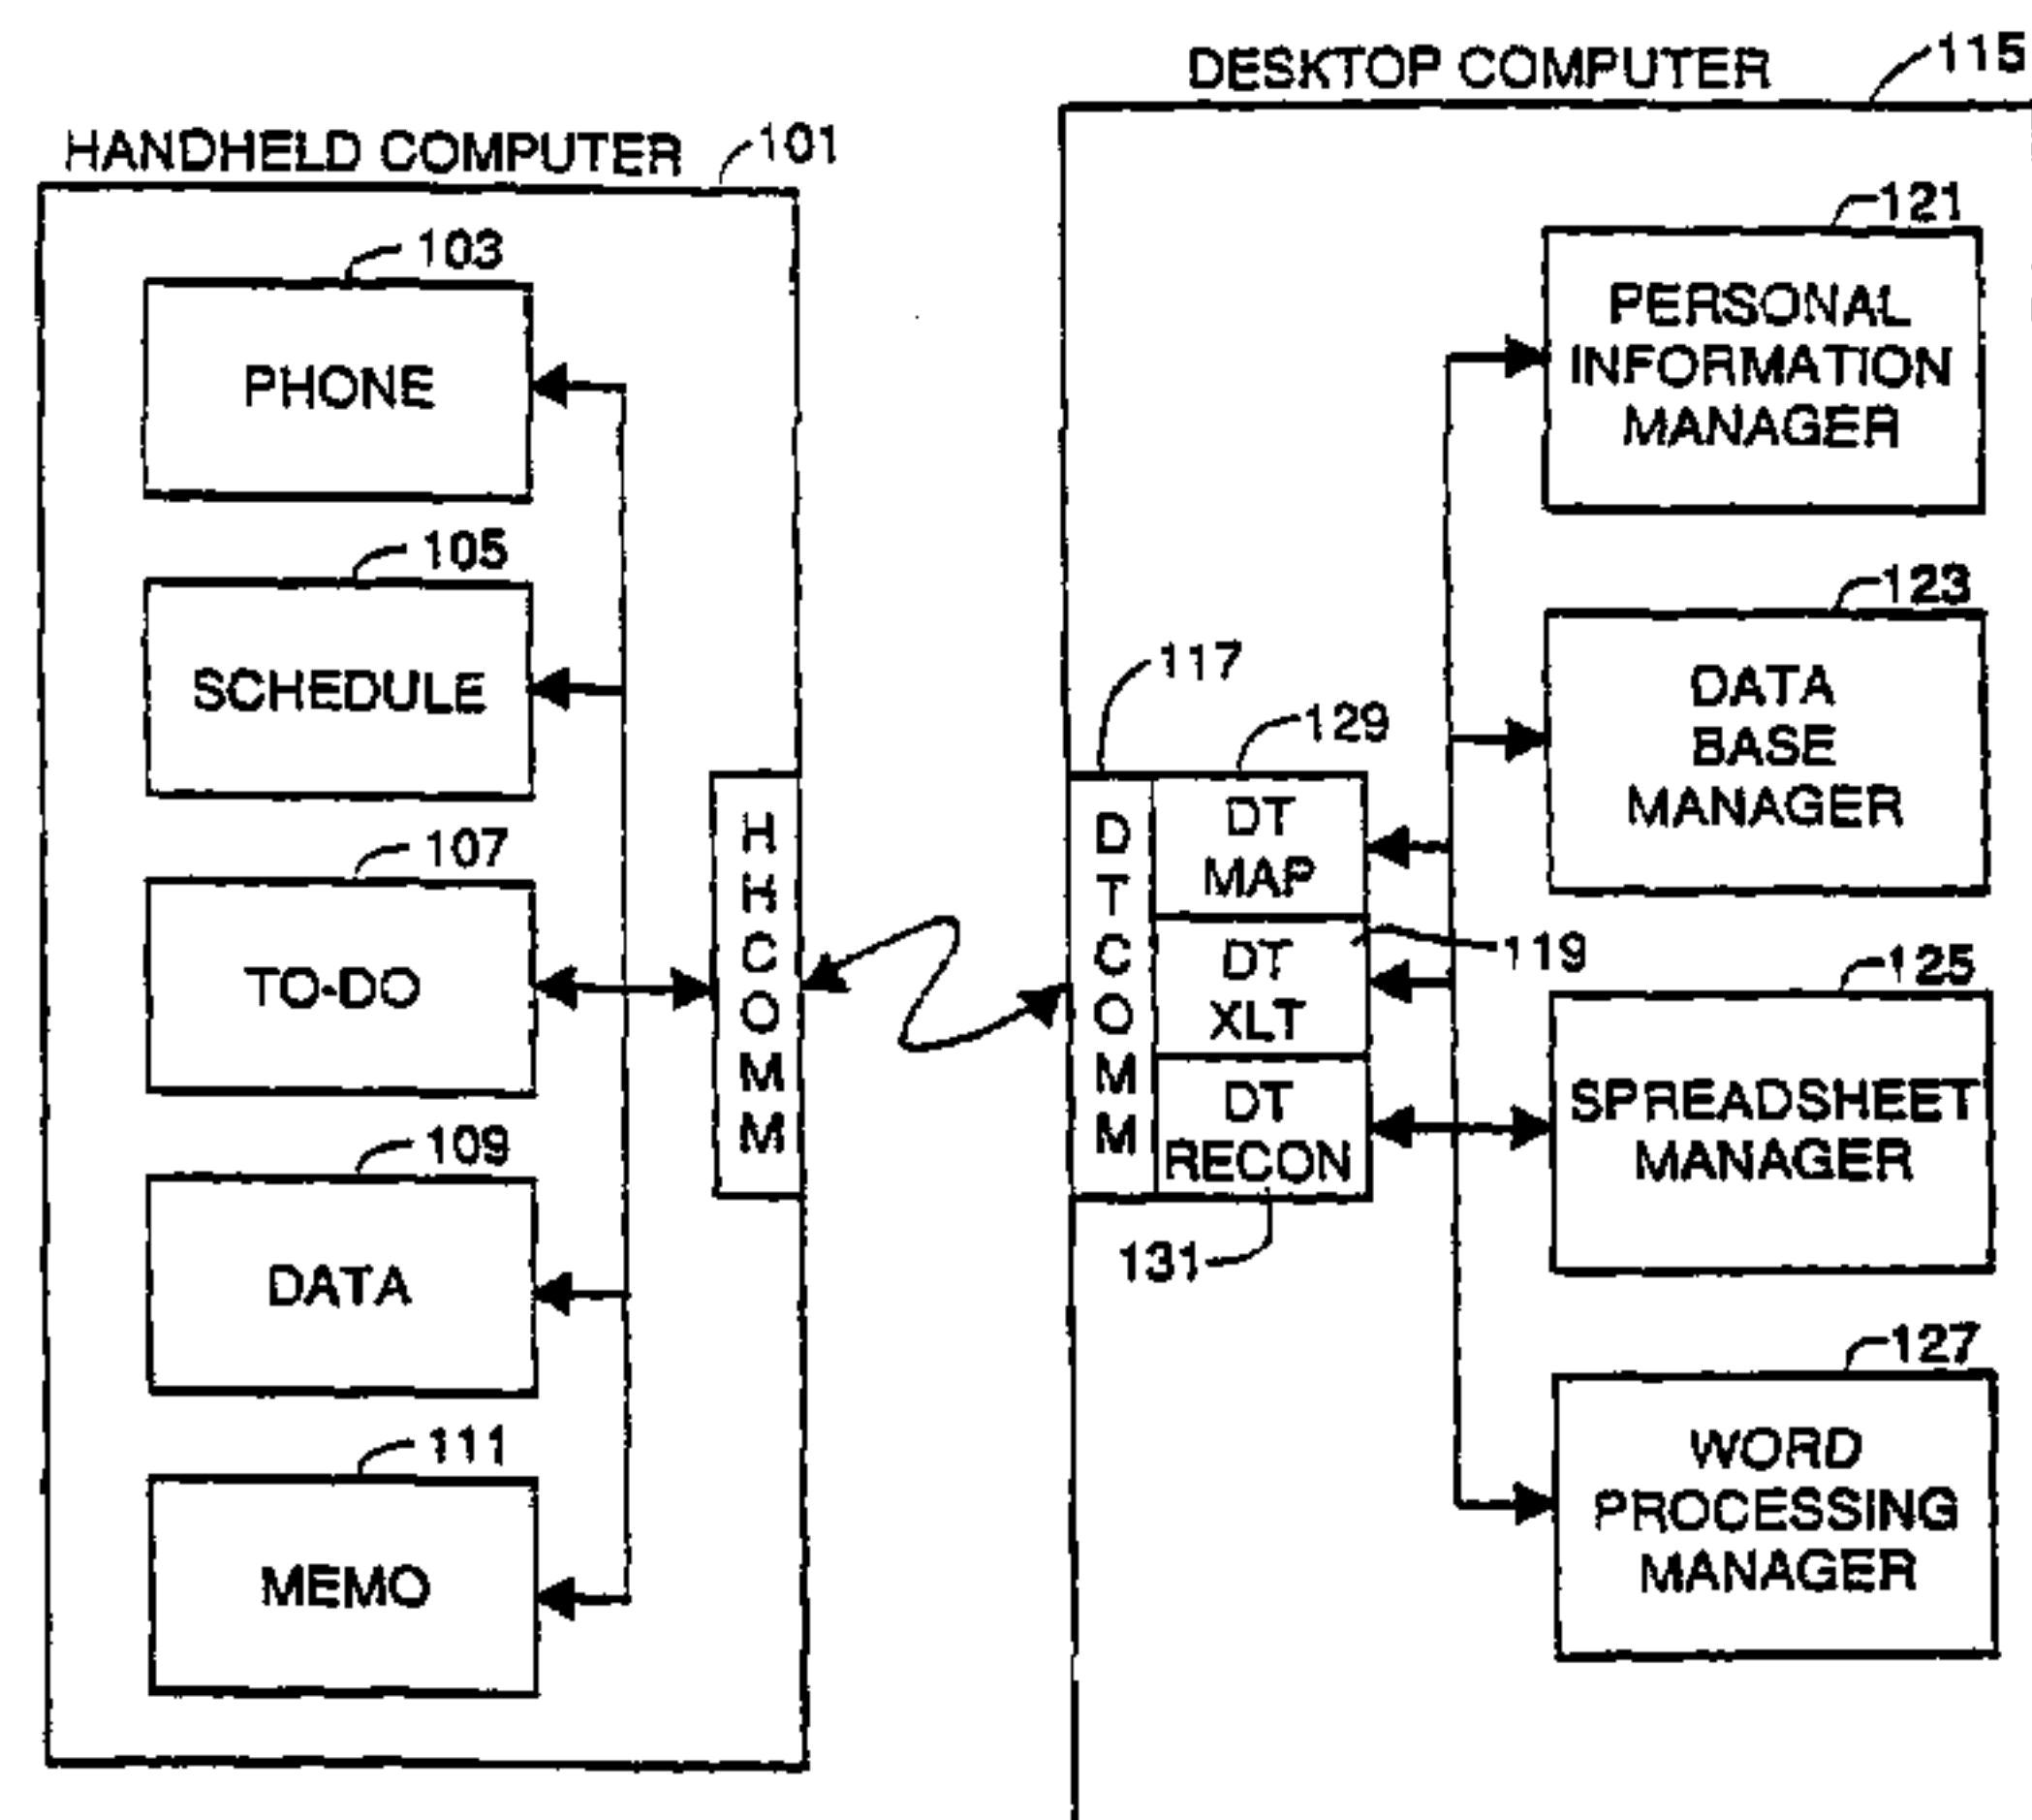 HANDHELD COMPUTER
101
103
PHONE
105
SCHEDULE
107
TO-DO
109
DATA
111
MEMO
HHCOMM
DESKTOP COMPUTER
115
117
DTCOMM
129
DT
MAP
119
DT
XLT
DT
RECON
131
121
PERSONAL
INFORMATION
MANAGER
123
DATA
BASE
MANAGER
125
SPREADSHEET
MANAGER
127
WORD
PROCESSING
MANAGER